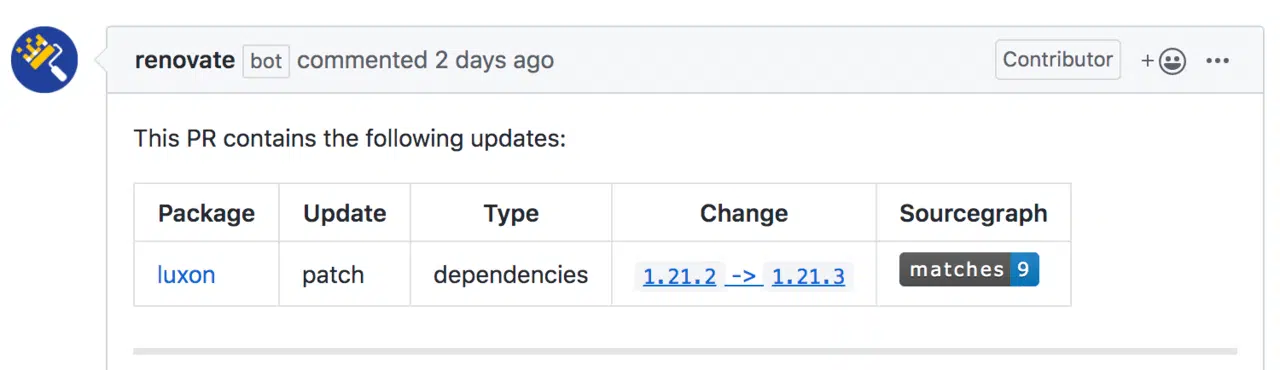 renovate bot commented 2 days ago Contributor + ...
This PR contains the following updates:
Package Update Type Change Sourcegraph
luxon patch dependencies 1.21.2 -> 1.21.3 matches 9